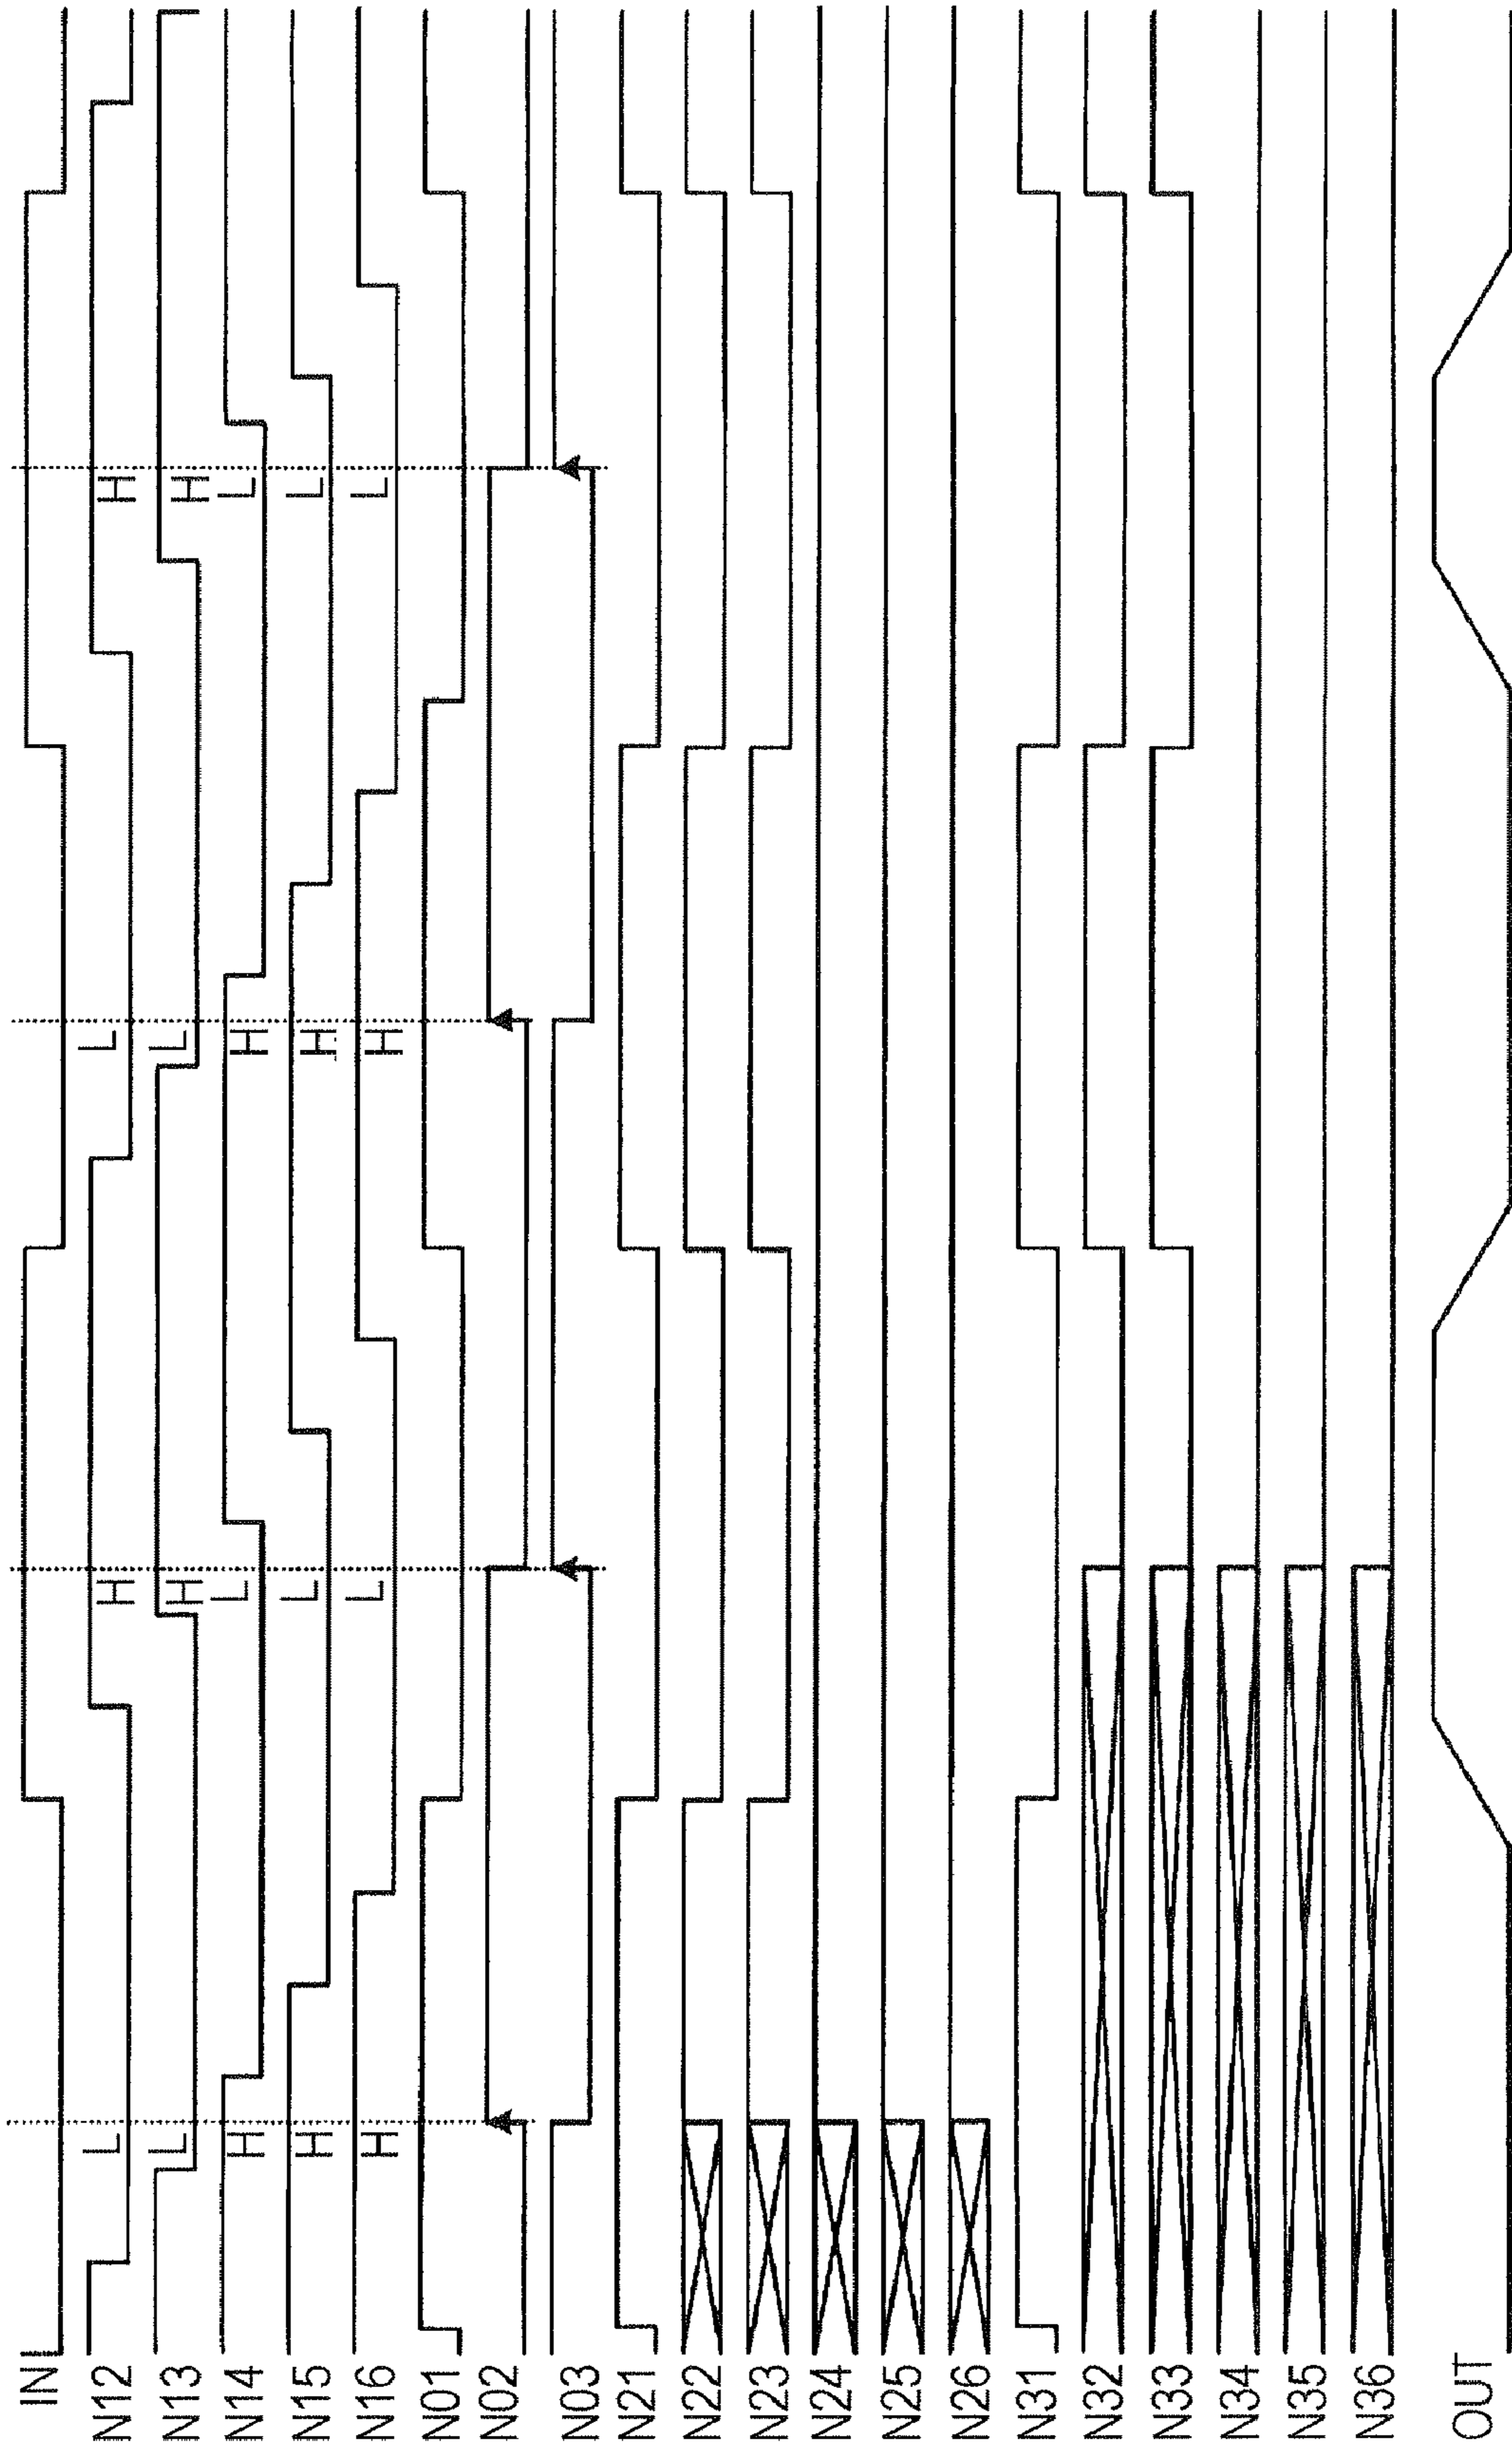 IN
N12 L H L H
N13 L H L H
N14 H L H L
N15 H L H L
N16 H L H L
N01
N02
N03
N21
N22
N23
N24
N25
N26
N31
N32
N33
N34
N35
N36
OUT